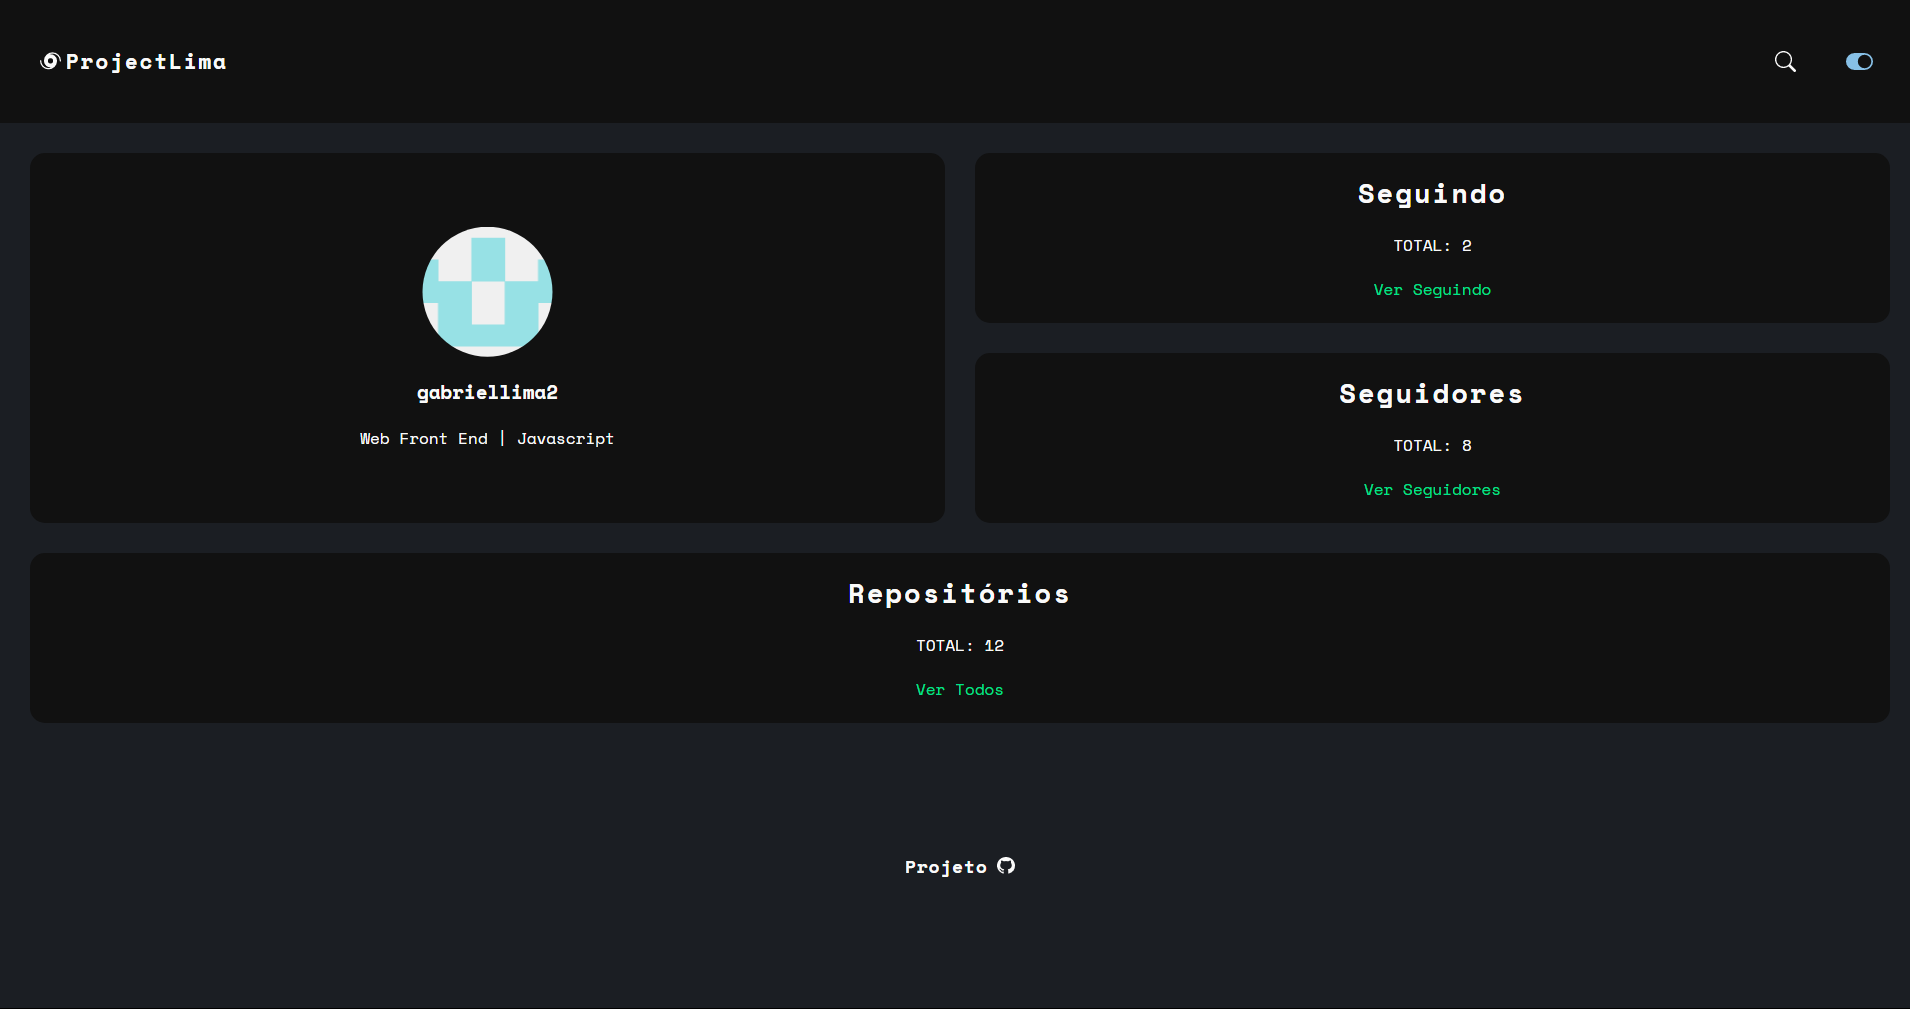 ProjectLima
gabriellima2
Web Front End | Javascript
Seguindo
TOTAL: 2
Ver Seguindo
Seguidores
TOTAL: 8
Ver Seguidores
Repositórios
TOTAL: 12
Ver Todos
Projeto